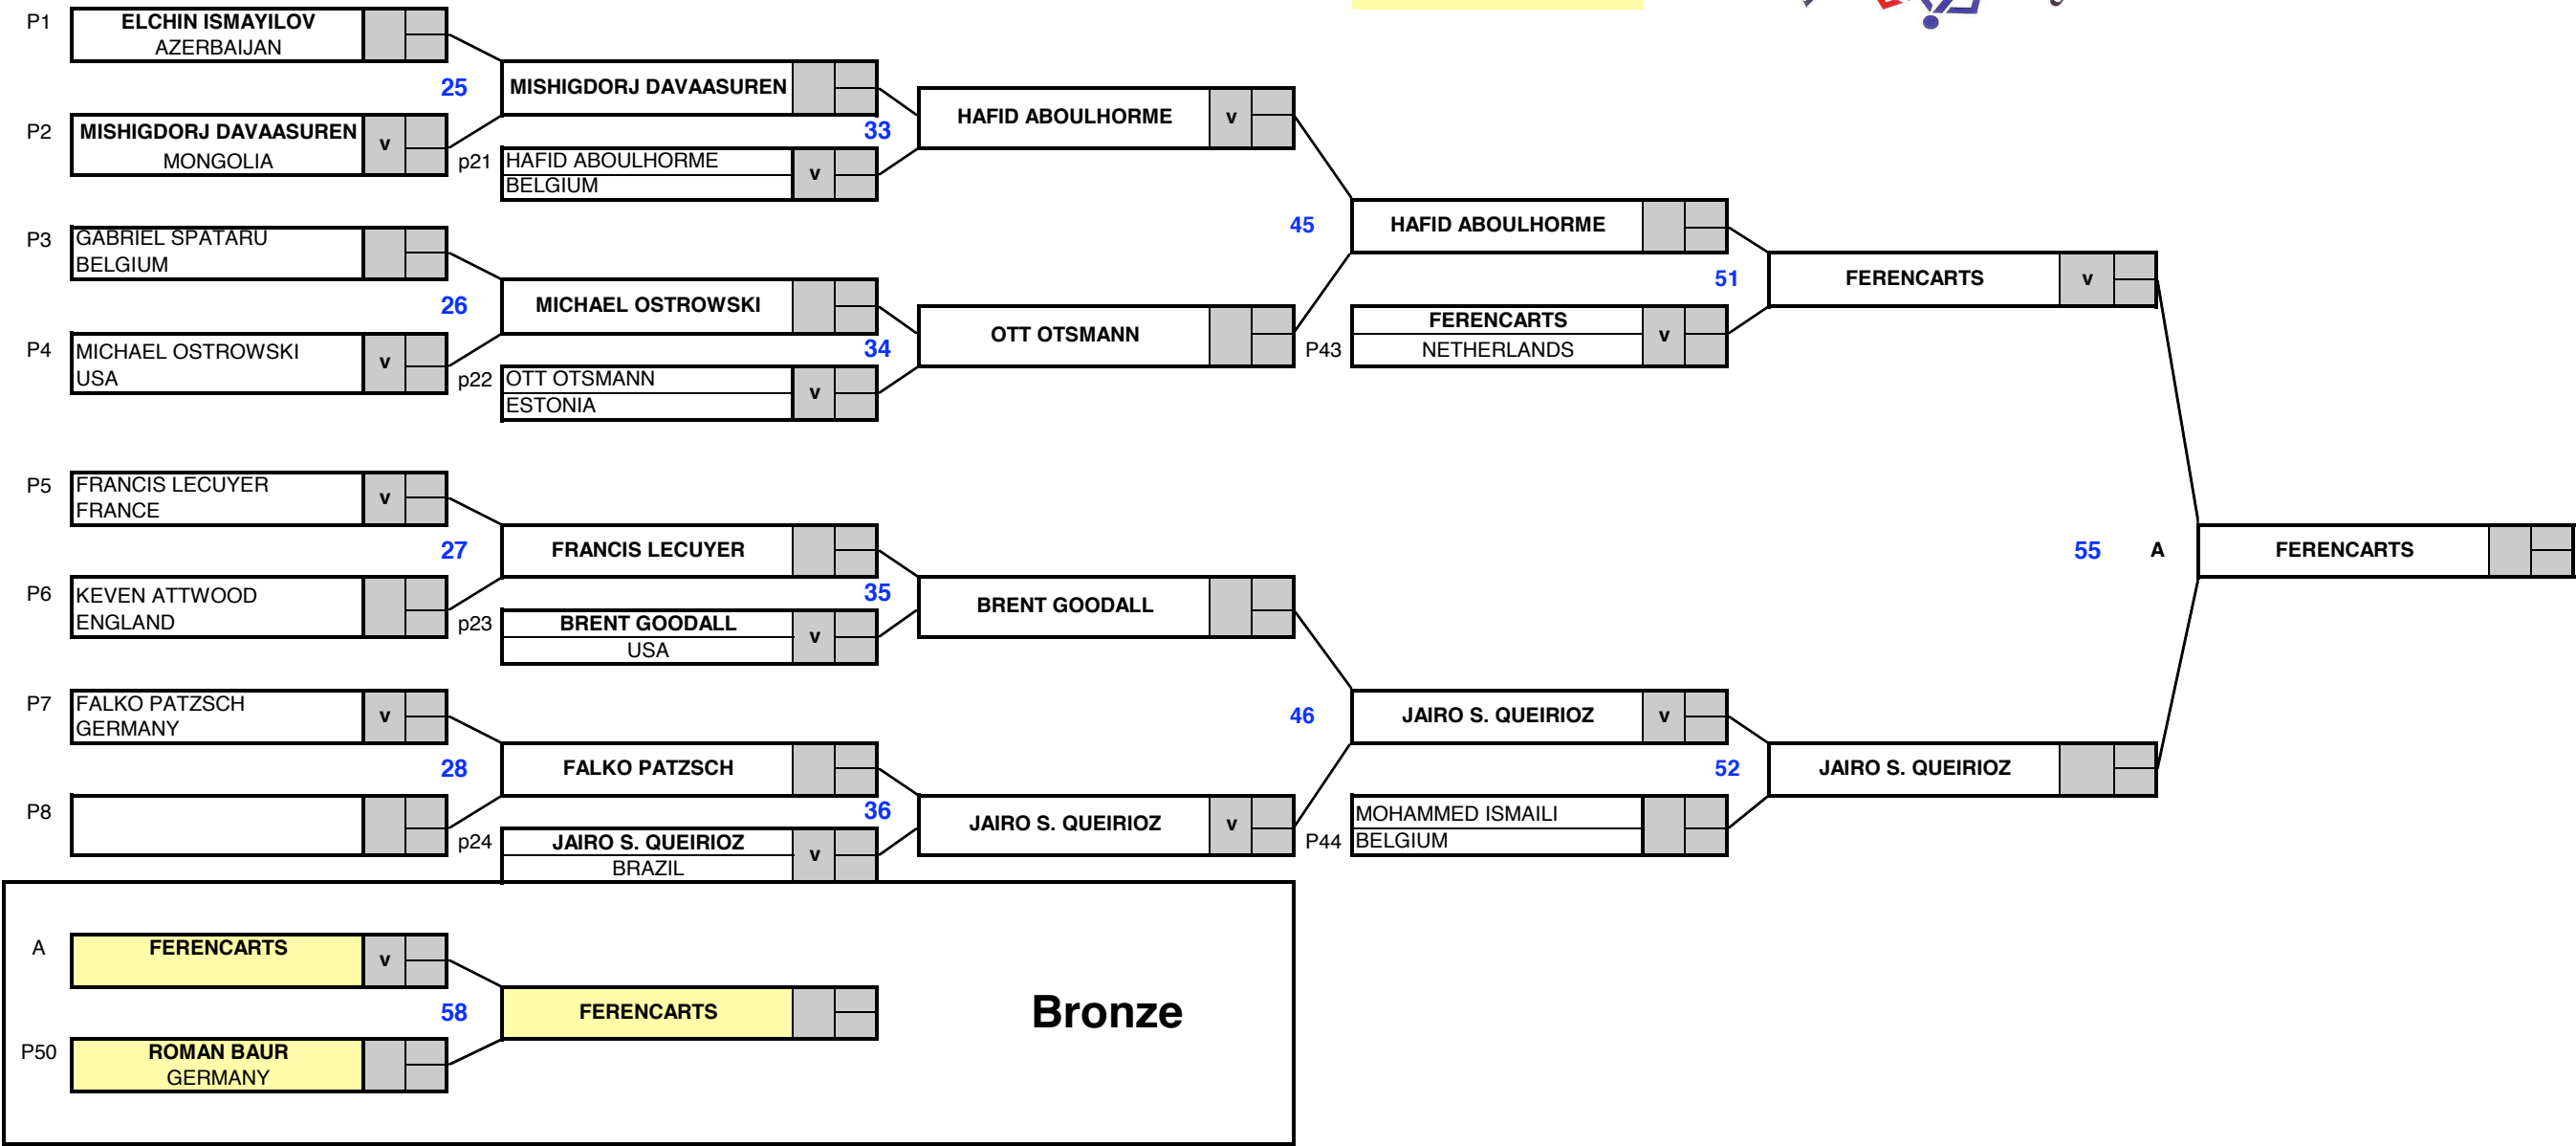 P1
ELCHIN ISMAYILOV
AZERBAIJAN
25
MISHIGDORJ DAVAASUREN
P2
MISHIGDORJ DAVAASUREN
MONGOLIA
v
33
HAFID ABOULHORME
v
p21
HAFID ABOULHORME
BELGIUM
v
P3
GABRIEL SPATARU
BELGIUM
45
HAFID ABOULHORME
26
MICHAEL OSTROWSKI
51
FERENCARTS
v
P4
MICHAEL OSTROWSKI
USA
v
34
OTT OTSMANN
P43
FERENCARTS
NETHERLANDS
v
p22
OTT OTSMANN
ESTONIA
v
P5
FRANCIS LECUYER
FRANCE
v
27
FRANCIS LECUYER
55
A
FERENCARTS
P6
KEVEN ATTWOOD
ENGLAND
35
BRENT GOODALL
p23
BRENT GOODALL
USA
v
P7
FALKO PATZSCH
GERMANY
v
46
JAIRO S. QUEIRIOZ
v
28
FALKO PATZSCH
52
JAIRO S. QUEIRIOZ
P8
36
JAIRO S. QUEIRIOZ
v
P44
MOHAMMED ISMAILI
BELGIUM
p24
JAIRO S. QUEIRIOZ
BRAZIL
v
A
FERENCARTS
v
58
FERENCARTS
Bronze
P50
ROMAN BAUR
GERMANY